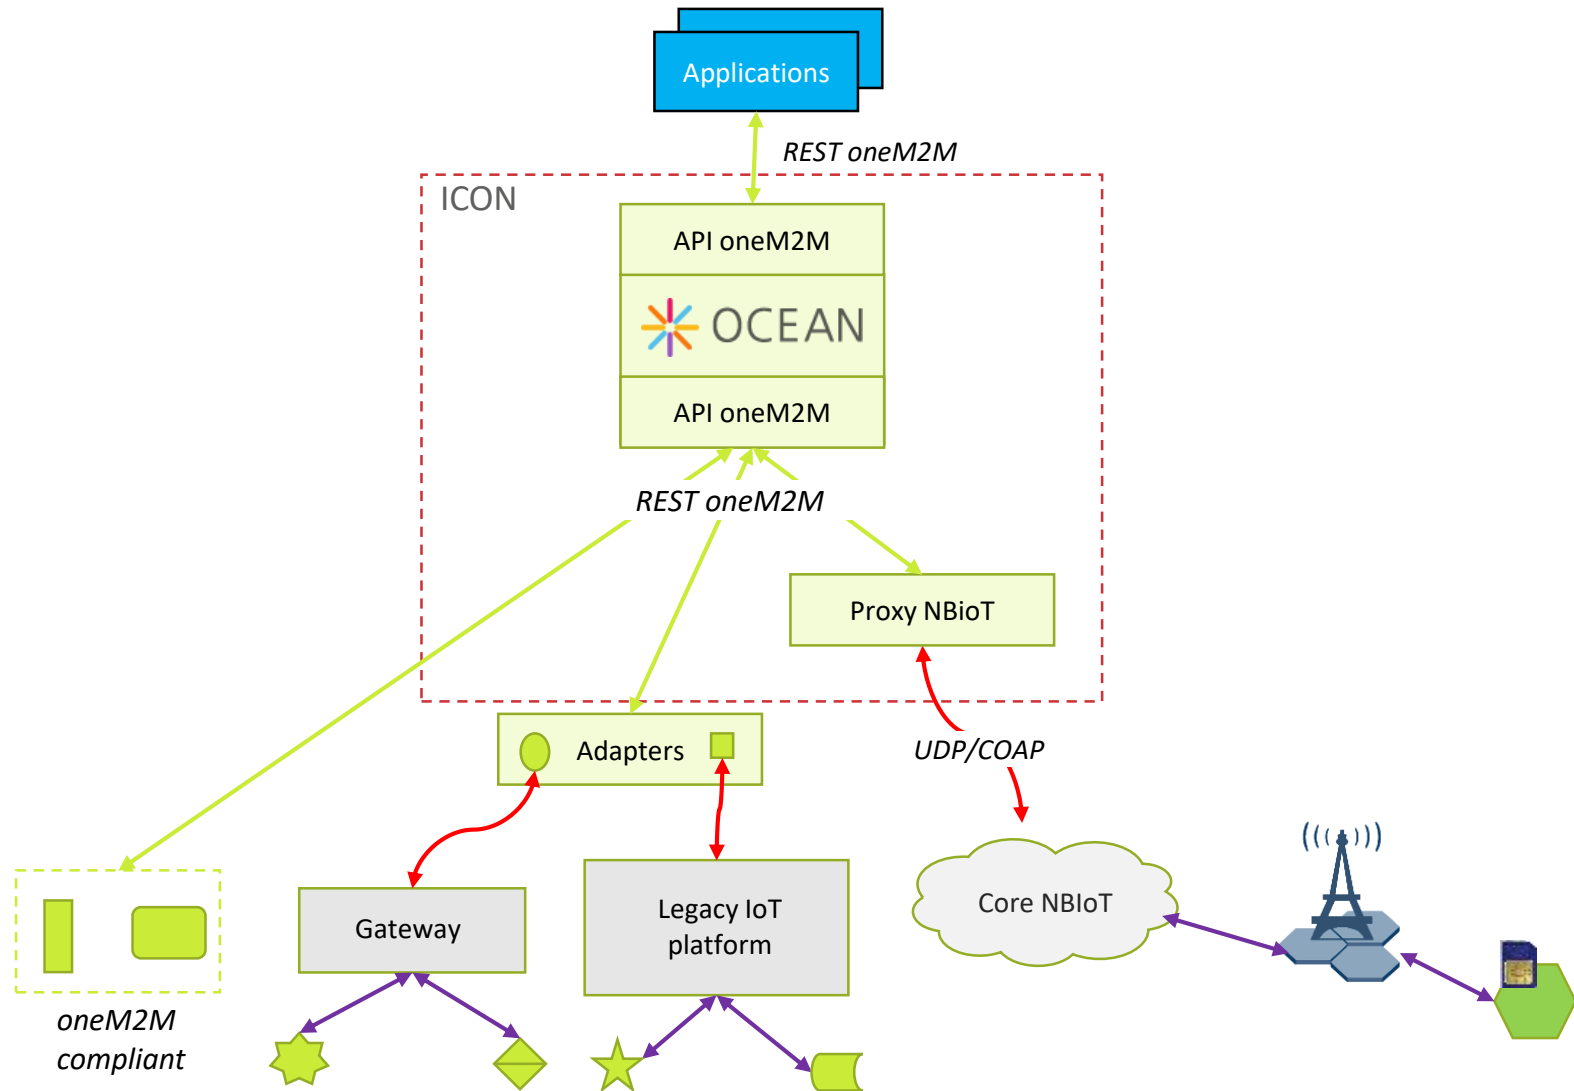 Applications
REST oneM2M
ICON
API oneM2M
OCEAN
API oneM2M
REST oneM2M
Proxy NBioT
Adapters
UDP/COAP
Gateway
Legacy IoT
platform
Core NBIoT
oneM2M
compliant